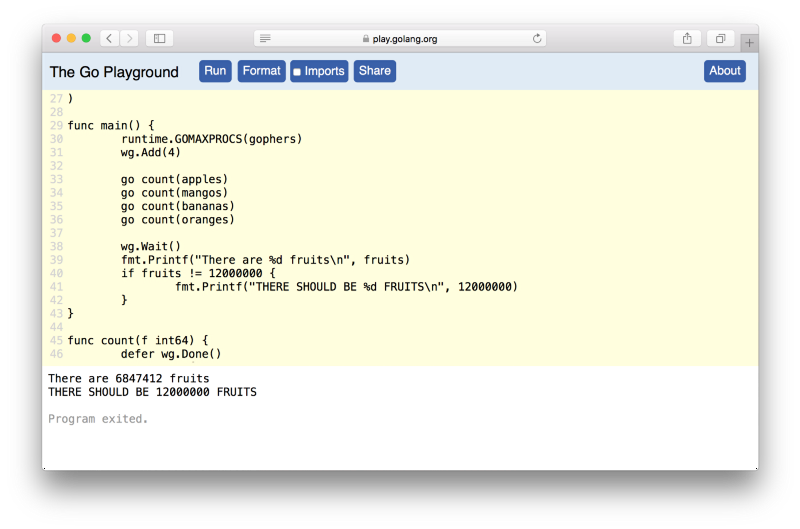 play.golang.org
The Go Playground Run Format Imports Share About
27 )
28
29 func main() {
30 runtime.GOMAXPROCS(gophers)
31 wg.Add(4)
32
33 go count(apples)
34 go count(mangos)
35 go count(bananas)
36 go count(oranges)
37
38 wg.Wait()
39 fmt.Printf("There are %d fruits\n", fruits)
40 if fruits != 12000000 {
41 fmt.Printf("THERE SHOULD BE %d FRUITS\n", 12000000)
42 }
43 }
44
45 func count(f int64) {
46 defer wg.Done()
There are 6847412 fruits
THERE SHOULD BE 12000000 FRUITS
Program exited.